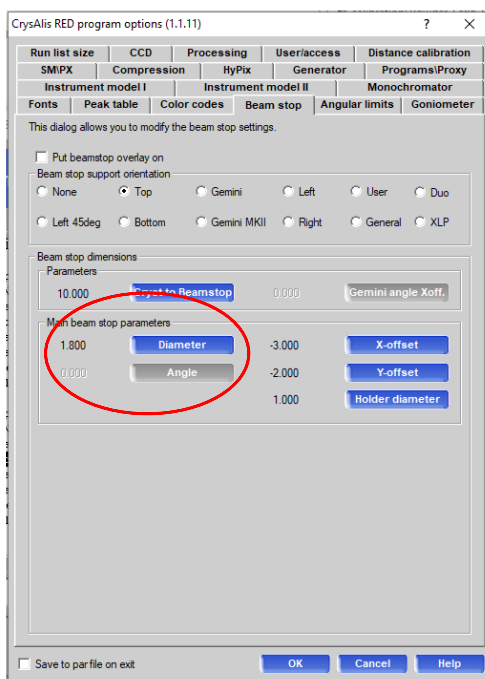 CrysAlis RED program options (1.1.11) ? X
Run list size CCD Processing User/access Distance calibration
SM\PX Compression HyPix Generator Programs\Proxy
Instrument model I Instrument model II Monochromator
Fonts Peak table Color codes Beam stop Angular limits Goniometer
This dialog allows you to modify the beam stop settings.
Put beamstop overlay on
Beam stop support orientation
None Top Gemini Left User Duo
Left 45deg Bottom Gemini MKII Right General XLP
Beam stop dimensions
Parameters
10.000 Cryst to Beamstop 0.000 Gemini angle Xoff.
Main beam stop parameters
1.800 Diameter -3.000 X-offset
0.000 Angle -2.000 Y-offset
1.000 Holder diameter
Save to par file on exit OK Cancel Help